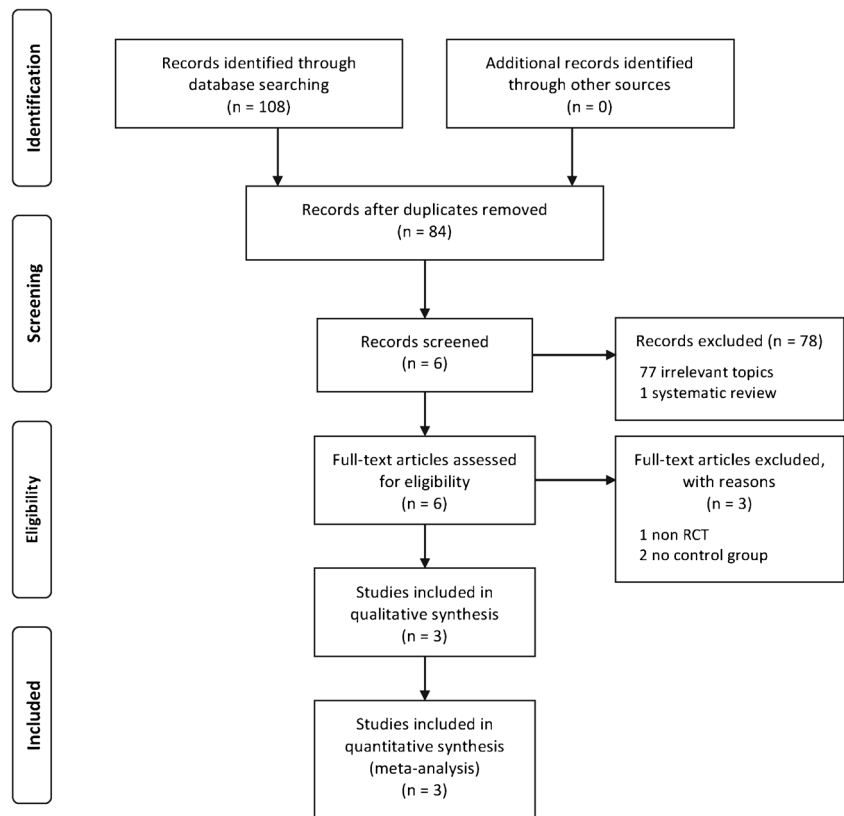 Identification
Records identified through
database searching
(n = 108)
Additional records identified
through other sources
(n = 0)
Records after duplicates removed
(n = 84)
Screening
Records screened
(n = 6)
Records excluded (n = 78)
77 irrelevant topics
1 systematic review
Eligibility
Full-text articles assessed
for eligibility
(n = 6)
Full-text articles excluded,
with reasons
(n = 3)
1 non RCT
2 no control group
Studies included in
qualitative synthesis
(n = 3)
Included
Studies included in
quantitative synthesis
(meta-analysis)
(n = 3)